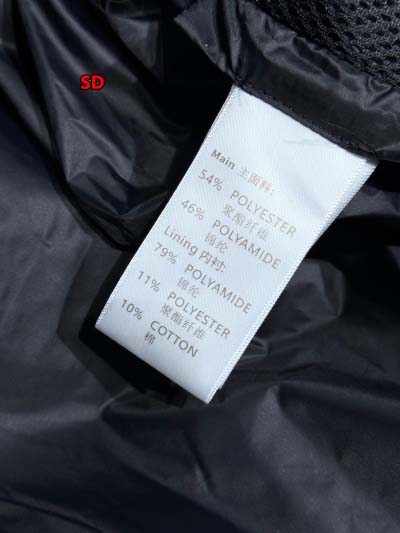 SD
Main 主面料:
54% POLYESTER
聚酯纤维
46% POLYAMIDE
锦纶
Lining 内衬:
79% POLYAMIDE
锦纶
11% POLYESTER
聚酯纤维
10% COTTON
棉